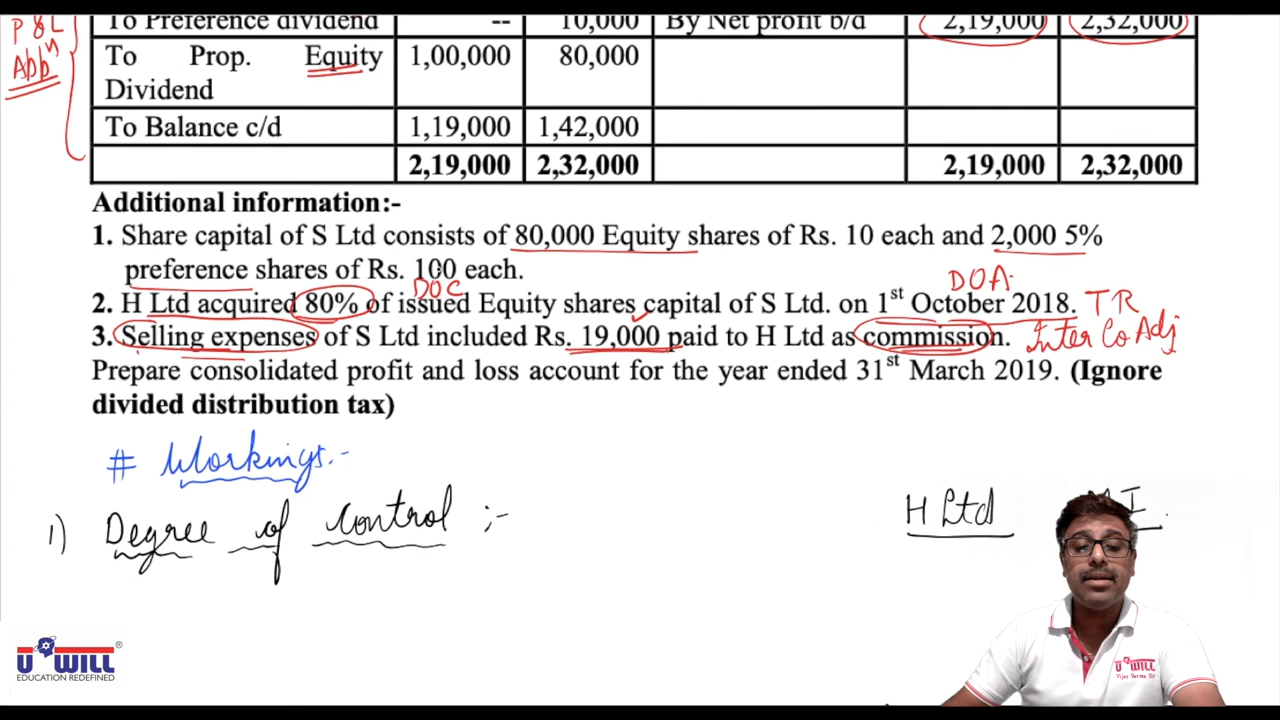 P & L
Appⁿ
To Preference dividend -- 10,000 By Net profit b/d 2,19,000 2,32,000
To Prop. Equity Dividend 1,00,000 80,000
To Balance c/d 1,19,000 1,42,000
2,19,000 2,32,000 2,19,000 2,32,000
Additional information:-
1. Share capital of S Ltd consists of 80,000 Equity shares of Rs. 10 each and 2,000 5%
preference shares of Rs. 100 each.
DOC DOA
2. H Ltd acquired 80% of issued Equity shares capital of S Ltd. on 1st October 2018. TR
3. Selling expenses of S Ltd included Rs. 19,000 paid to H Ltd as commission. Inter Co Adj
Prepare consolidated profit and loss account for the year ended 31st March 2019. (Ignore
divided distribution tax)
# Workings:-
H Ltd
1) Degree of Control :-
U WILL ®
EDUCATION REDEFINED
U WILL
Vijay Varma Sir